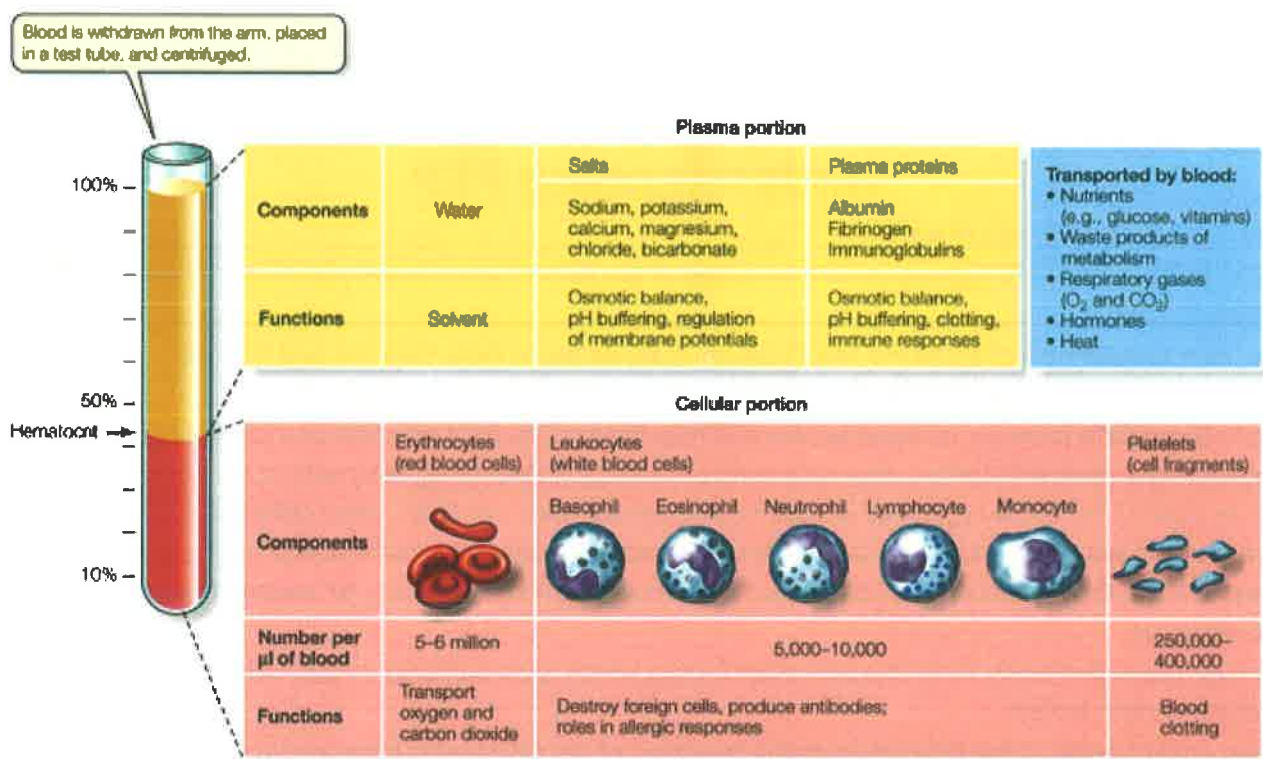 Blood is withdrawn from the arm, placed
in a test tube, and centrifuged.
Plasma portion
100%
50%
Hematocrit
10%
Components
Water
Salts
Sodium, potassium,
calcium, magnesium,
chloride, bicarbonate
Plasma proteins
Albumin
Fibrinogen
Immunoglobulins
Functions
Solvent
Osmotic balance,
pH buffering, regulation
of membrane potentials
Osmotic balance,
pH buffering, clotting,
immune responses
Transported by blood:
• Nutrients
(e.g., glucose, vitamins)
• Waste products of
metabolism
• Respiratory gases
(O₂ and CO₂)
• Hormones
• Heat
Cellular portion
Components
Erythrocytes
(red blood cells)
Leukocytes
(white blood cells)
Platelets
(cell fragments)
Basophil
Eosinophil
Neutrophil
Lymphocyte
Monocyte
Number per
µl of blood
5–6 million
5,000–10,000
250,000–
400,000
Functions
Transport
oxygen and
carbon dioxide
Destroy foreign cells, produce antibodies;
roles in allergic responses
Blood
clotting